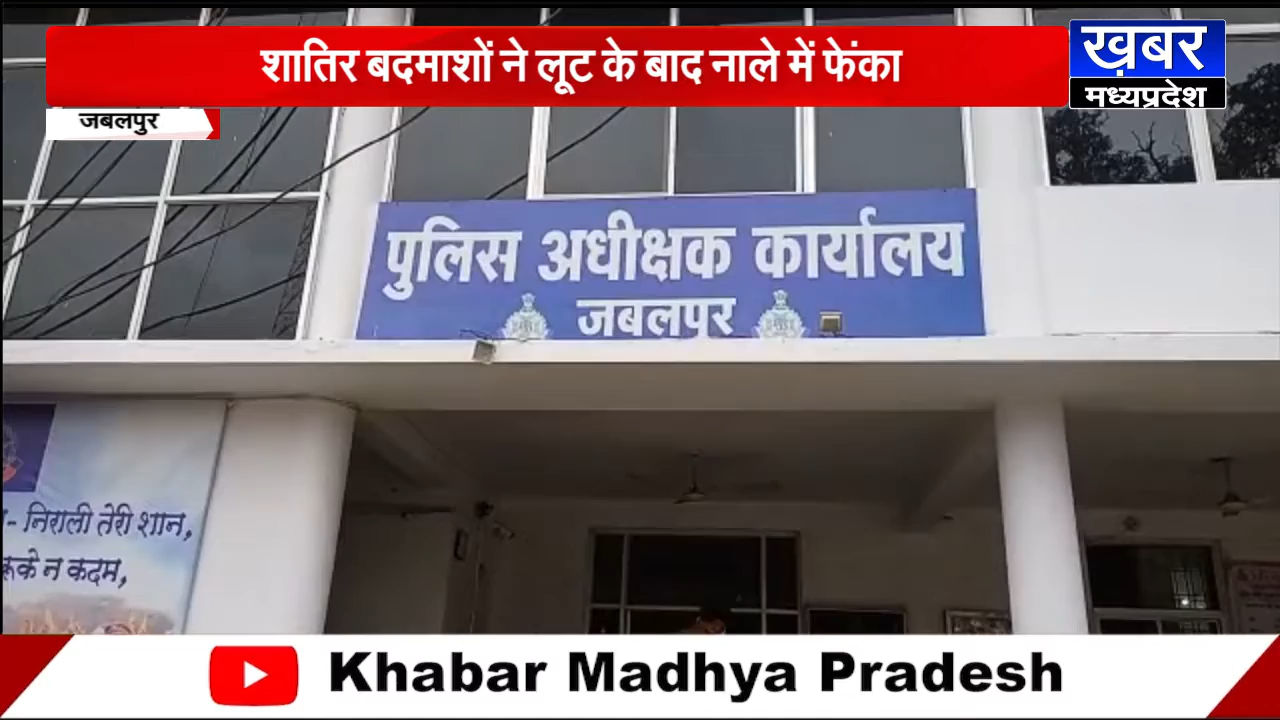 शातिर बदमाशों ने लूट के बाद नाले में फेंका
ख़बर
मध्यप्रदेश
जबलपुर
पुलिस अधीक्षक कार्यालय
जबलपुर
- निराली तेरी शान,
रूके न कदम,
Khabar Madhya Pradesh